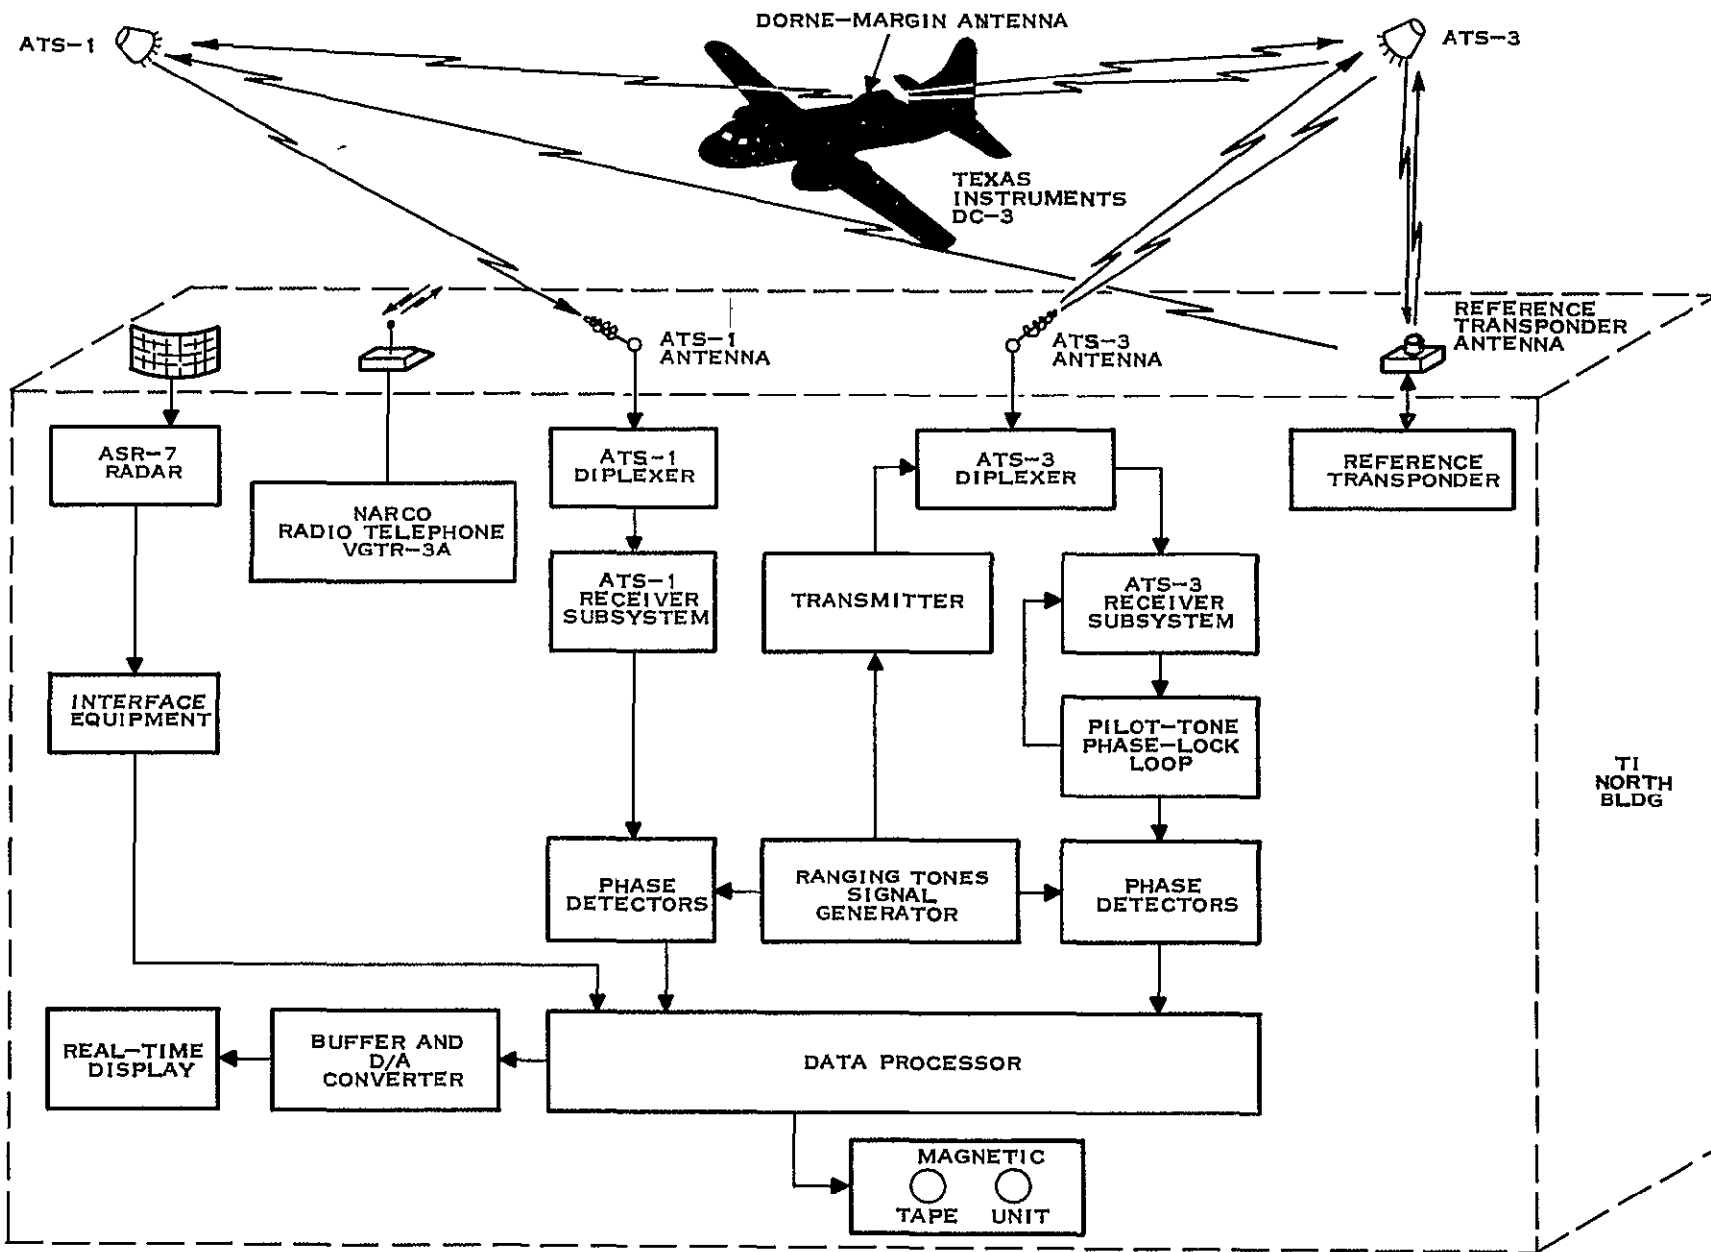 DORNE-MARGIN ANTENNA
ATS-1
ATS-3
TEXAS
INSTRUMENTS
DC-3
REFERENCE
TRANSPONDER
ANTENNA
ATS-1
ANTENNA
ATS-3
ANTENNA
ASR-7
RADAR
NARCO
RADIO TELEPHONE
VGTR-3A
ATS-1
DIPLEXER
ATS-3
DIPLEXER
REFERENCE
TRANSPONDER
ATS-1
RECEIVER
SUBSYSTEM
TRANSMITTER
ATS-3
RECEIVER
SUBSYSTEM
INTERFACE
EQUIPMENT
PILOT-TONE
PHASE-LOCK
LOOP
TI
NORTH
BLDG
PHASE
DETECTORS
RANGING TONES
SIGNAL
GENERATOR
PHASE
DETECTORS
REAL-TIME
DISPLAY
BUFFER AND
D/A
CONVERTER
DATA PROCESSOR
MAGNETIC
TAPE UNIT